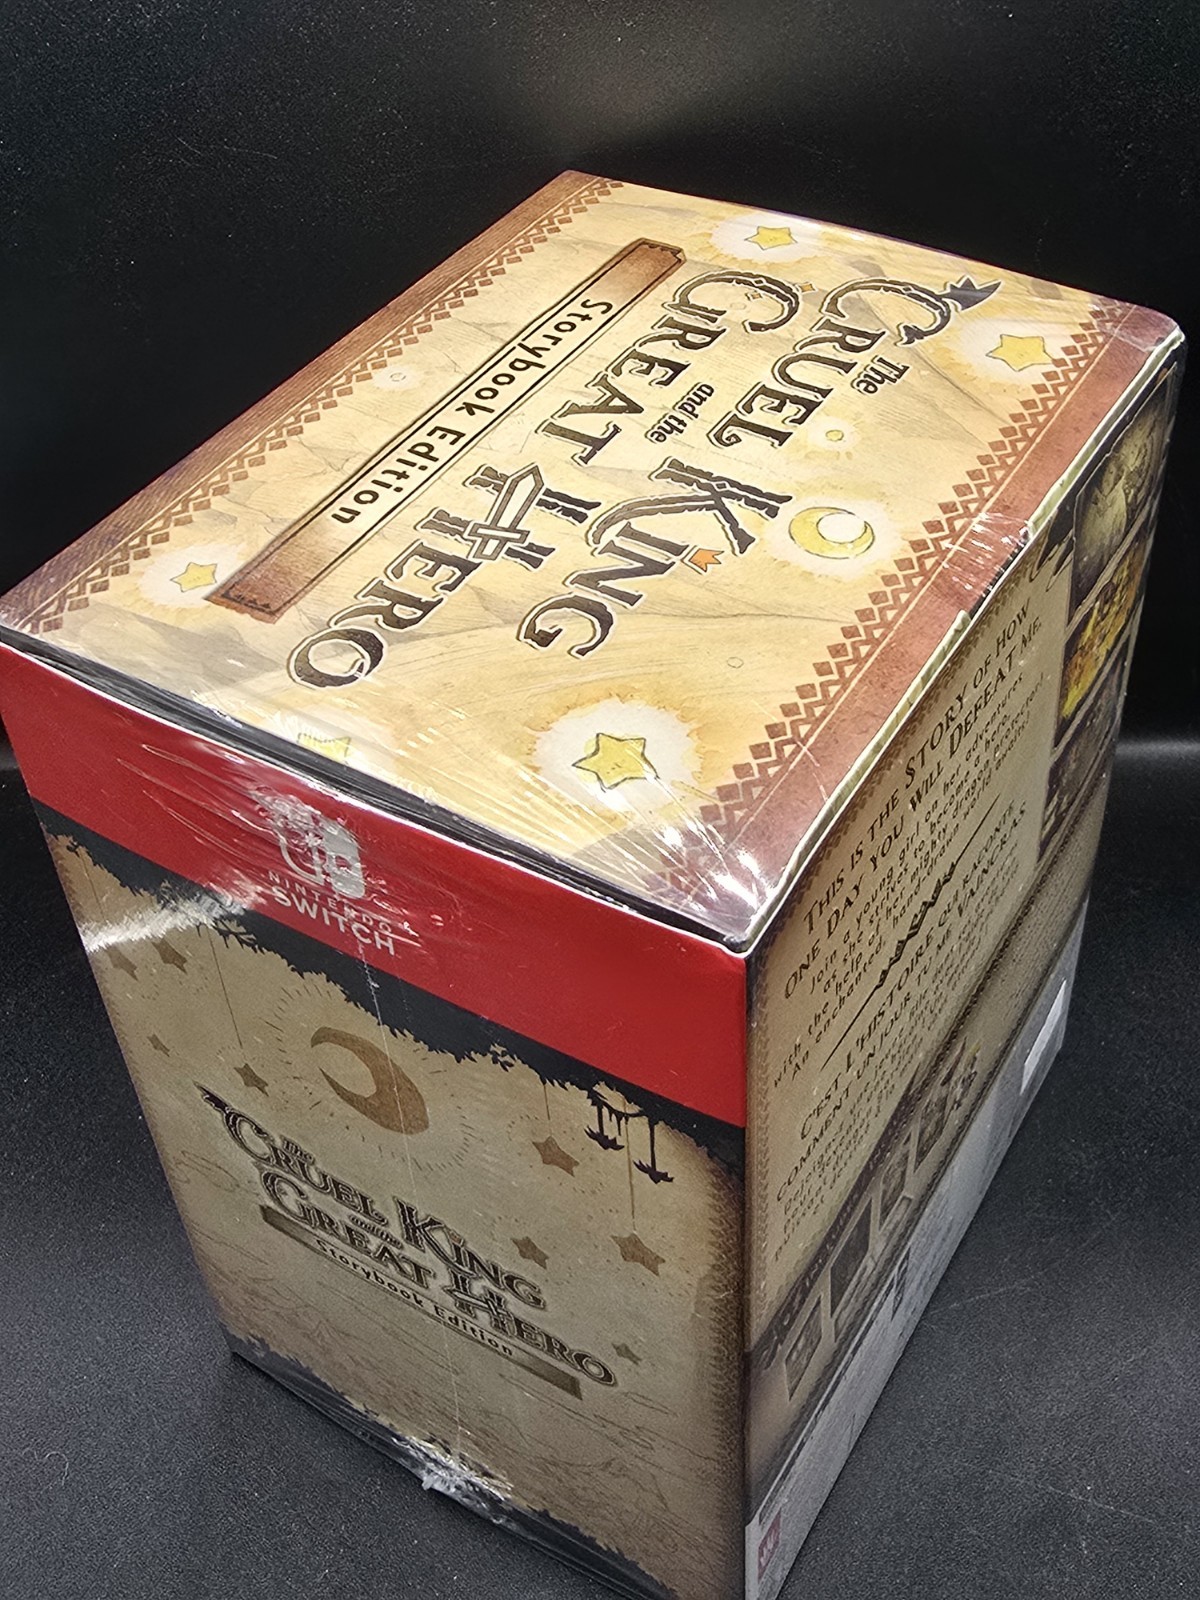 The
CRUEL KING
and the
GREAT HERO
Storybook Edition
NINTENDO
SWITCH
The
CRUEL KING
and the
GREAT HERO
Storybook Edition
THIS IS THE STORY OF HOW
ONE DAY YOU WILL DEFEAT ME.
Join a young girl on her adventures
as she strives to become a hero,
with the help of her mighty dragon protector,
An enchanted, hand-drawn world awaits!
C'EST L'HISTOIRE QUI RACONTE
COMMENT UN JOUR TU ME VAINCRAS.